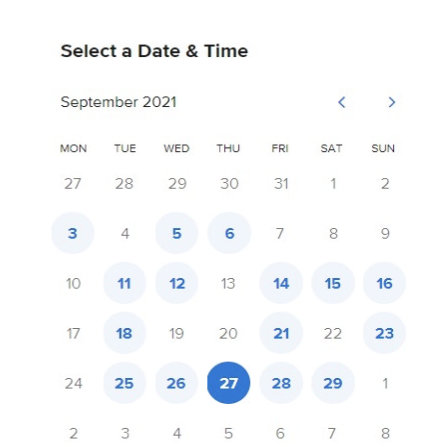 Select a Date & Time
September 2021
MON TUE WED THU FRI SAT SUN
27 28 29 30 31 1 2
3 4 5 6 7 8 9
10 11 12 13 14 15 16
17 18 19 20 21 22 23
24 25 26 27 28 29 1
2 3 4 5 6 7 8